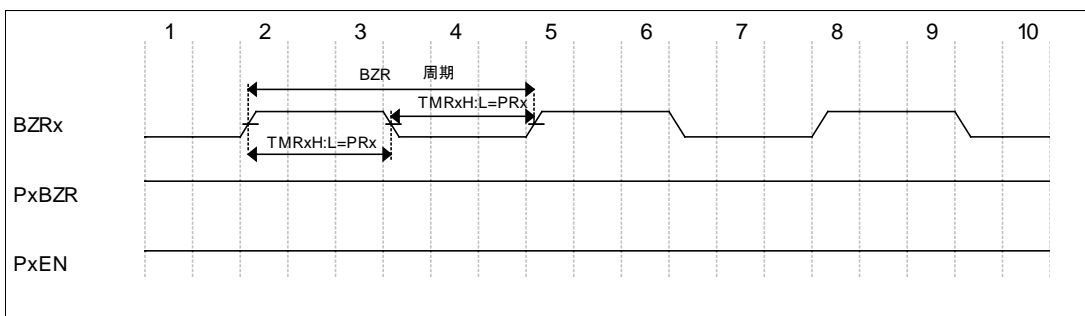 1 2 3 4 5 6 7 8 9 10
BZR 周期
TMRxH:L=PRx
BZRx
TMRxH:L=PRx
PxBZR
PxEN